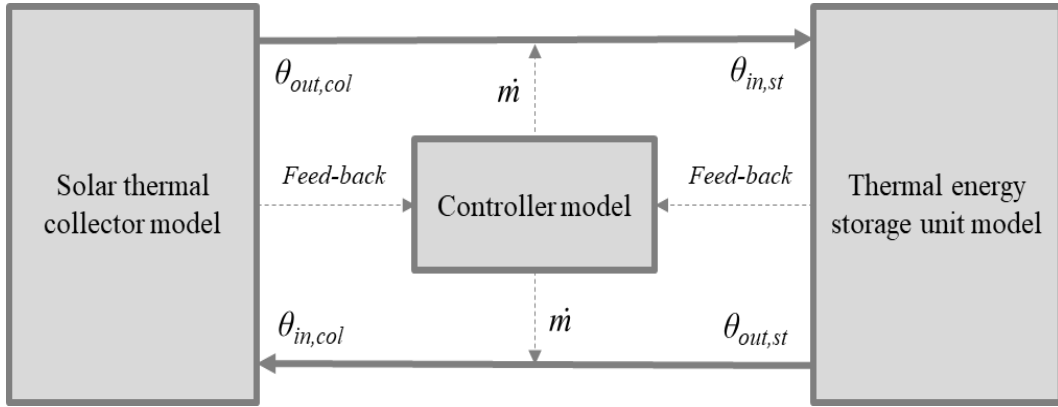 θout,col
θin,st
ṁ
Solar thermal
collector model
Feed-back
Controller model
Feed-back
Thermal energy
storage unit model
θin,col
ṁ
θout,st